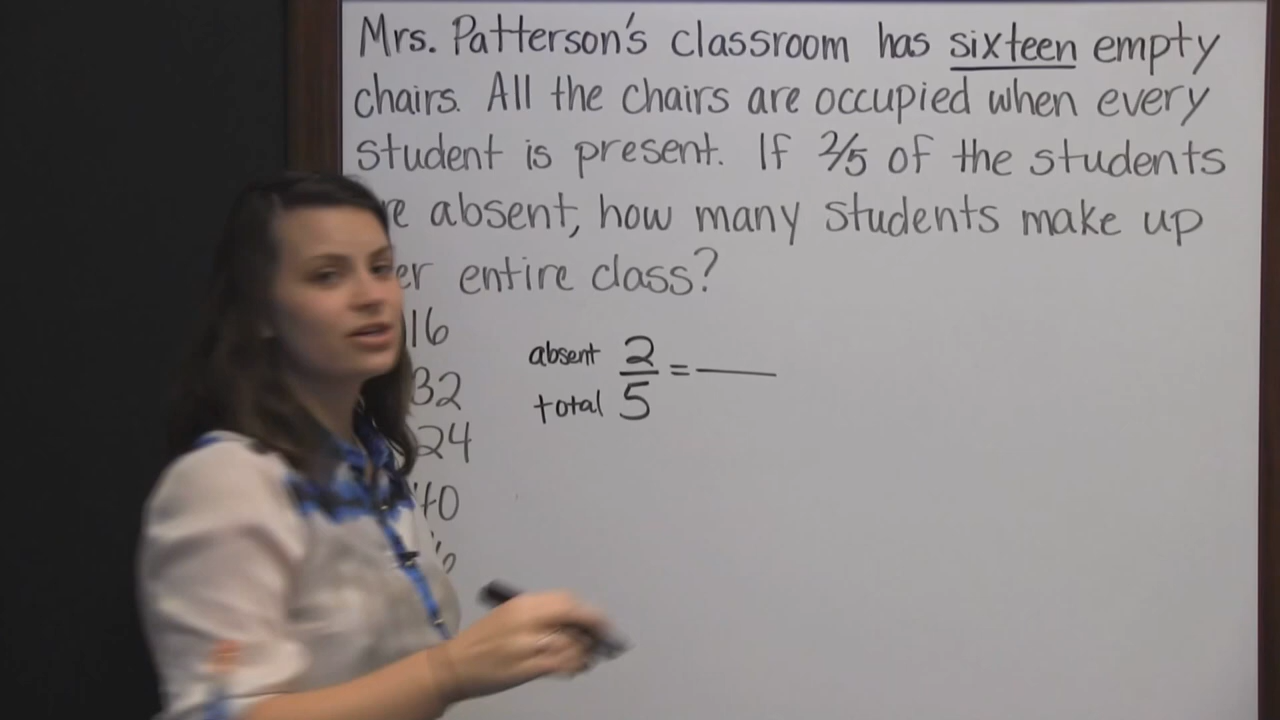 Mrs. Patterson's classroom has sixteen empty
chairs. All the chairs are occupied when every
student is present. If 2/5 of the students
absent, how many students make up
entire class?
16
32
24
40
absent 2/5 = ___
total